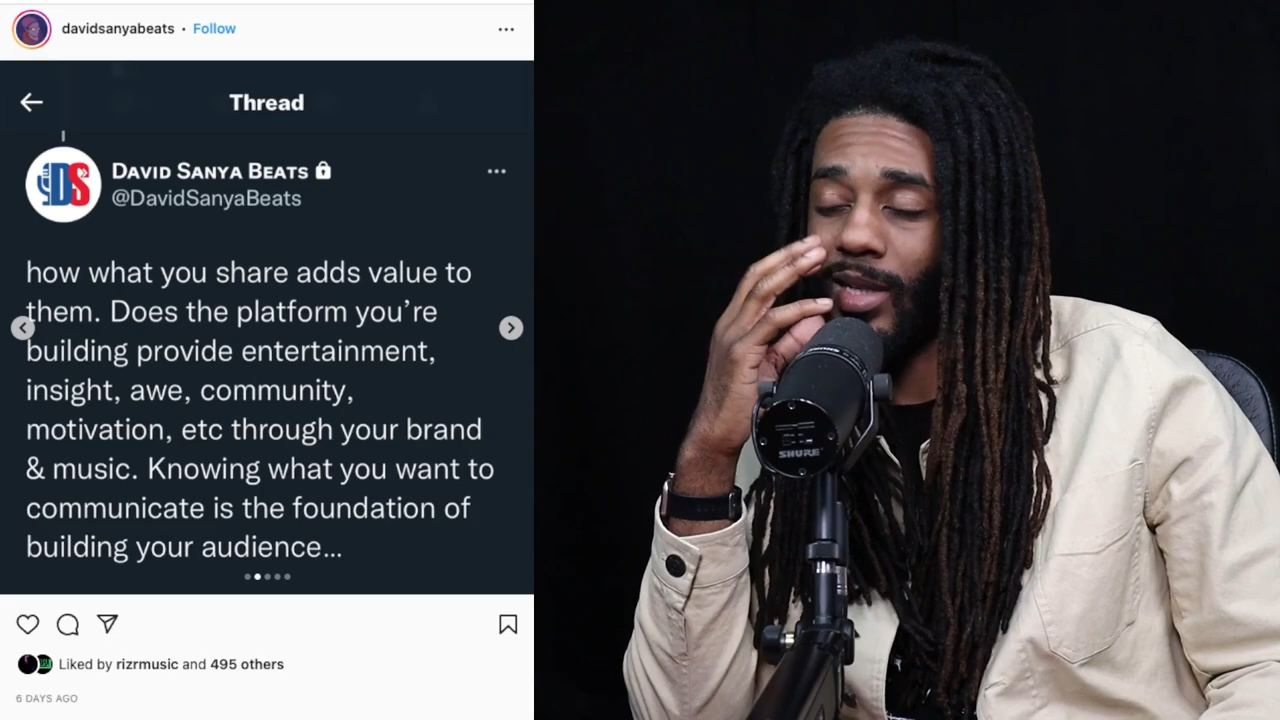 davidsanyabeats • Follow
Thread
DAVID SANYA BEATS
@DavidSanyaBeats
DS
how what you share adds value to
them. Does the platform you're
building provide entertainment,
insight, awe, community,
motivation, etc through your brand
& music. Knowing what you want to
communicate is the foundation of
building your audience...
Liked by rizrmusic and 495 others
6 DAYS AGO
SHURE